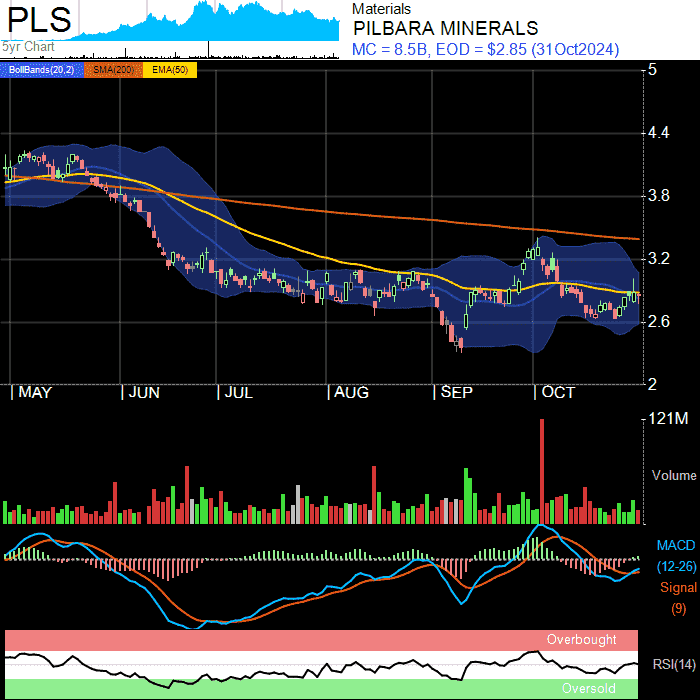 PLS
5yr Chart
Materials
PILBARA MINERALS
MC = 8.5B, EOD = $2.85 (31Oct2024)
BollBands(20,2) SMA(200) EMA(50)
5
4.4
3.8
3.2
2.6
2
MAY JUN JUL AUG SEP OCT
121M
Volume
MACD
(12-26)
Signal
(9)
Overbought
RSI(14)
Oversold